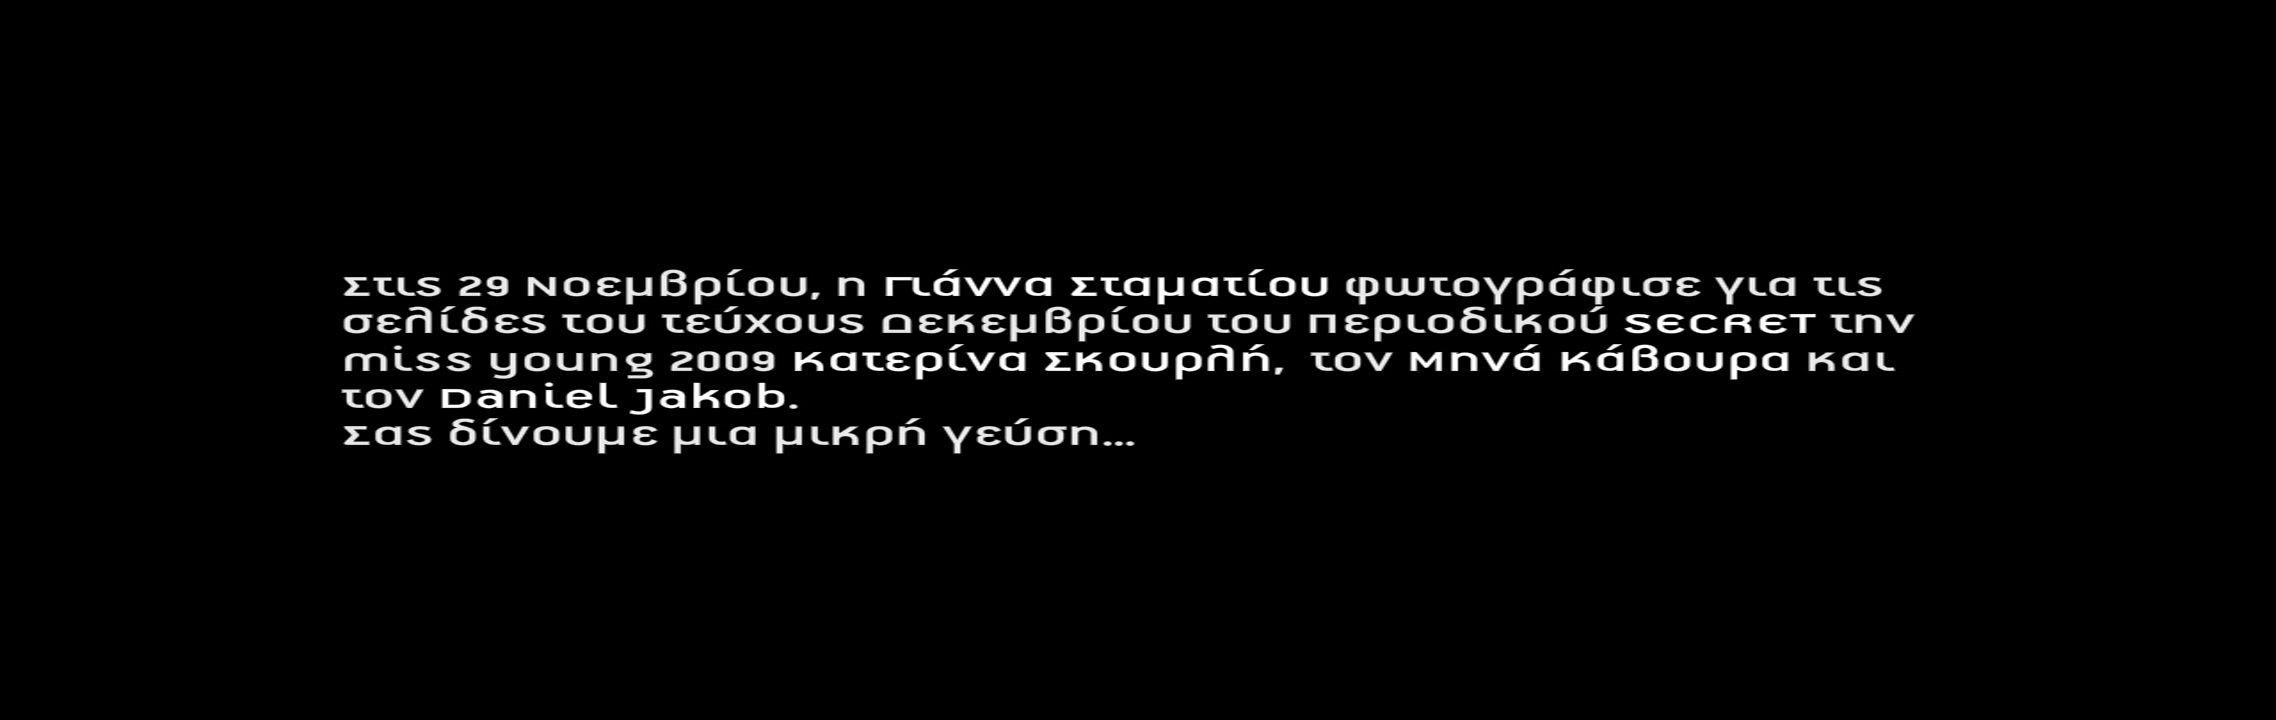 Στις 29 Νοεμβρίου, η Γιάννα Σταματίου φωτογράφισε για τις
σελίδες του τεύχους Δεκεμβρίου του περιοδικού SECRET την
miss young 2009 Κατερίνα Σκουρλή, τον Μηνά Κάβουρα και
τον Daniel Jakob.
Σας δίνουμε μια μικρή γεύση...